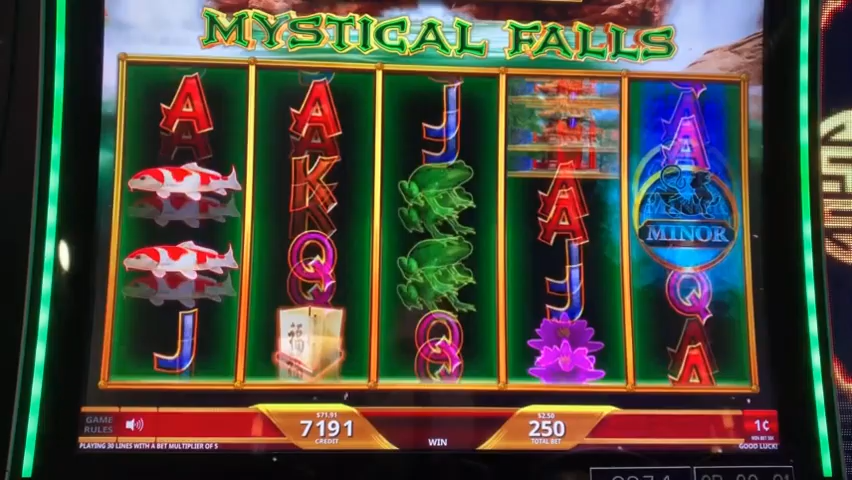 MYSTICAL FALLS
A A J A
K A
MINOR
Q J Q
福
J Q A
GAME
RULES
$71.91
7191
CREDIT
WIN
$2.50
250
TOTAL BET
1¢
PLAYING 30 LINES WITH A BET MULTIPLIER OF 5
GOOD LUCK!